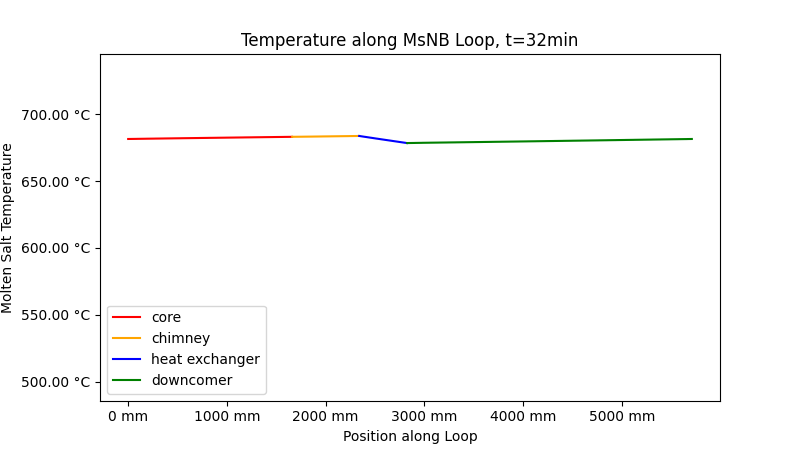 Temperature along MsNB Loop, t=32min
Molten Salt Temperature
700.00 °C
650.00 °C
600.00 °C
550.00 °C
500.00 °C
core
chimney
heat exchanger
downcomer
0 mm
1000 mm
2000 mm
3000 mm
4000 mm
5000 mm
Position along Loop